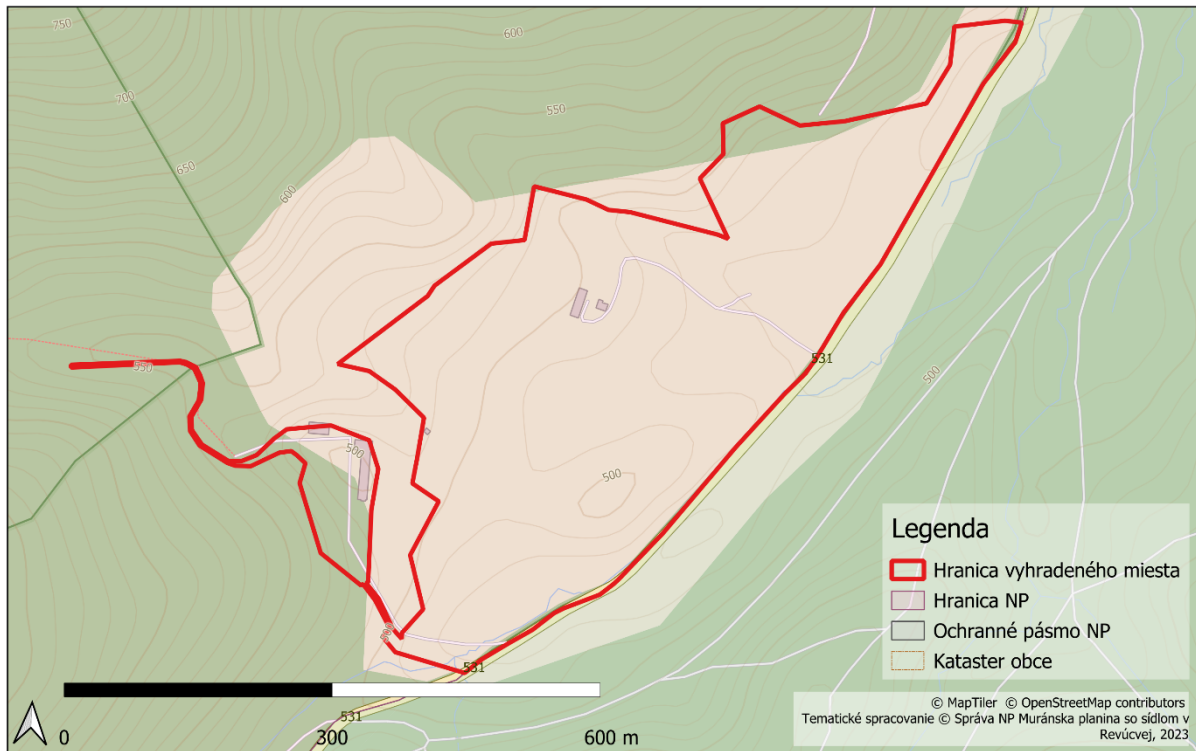 750
600
700
550
650
600
550
531
500
500
500
500
531
531
Legenda
Hranica vyhradeného miesta
Hranica NP
Ochranné pásmo NP
Kataster obce
0
300
600 m
© MapTiler © OpenStreetMap contributors
Tematické spracovanie © Správa NP Muránska planina so sídlom v
Revúcvej, 2023